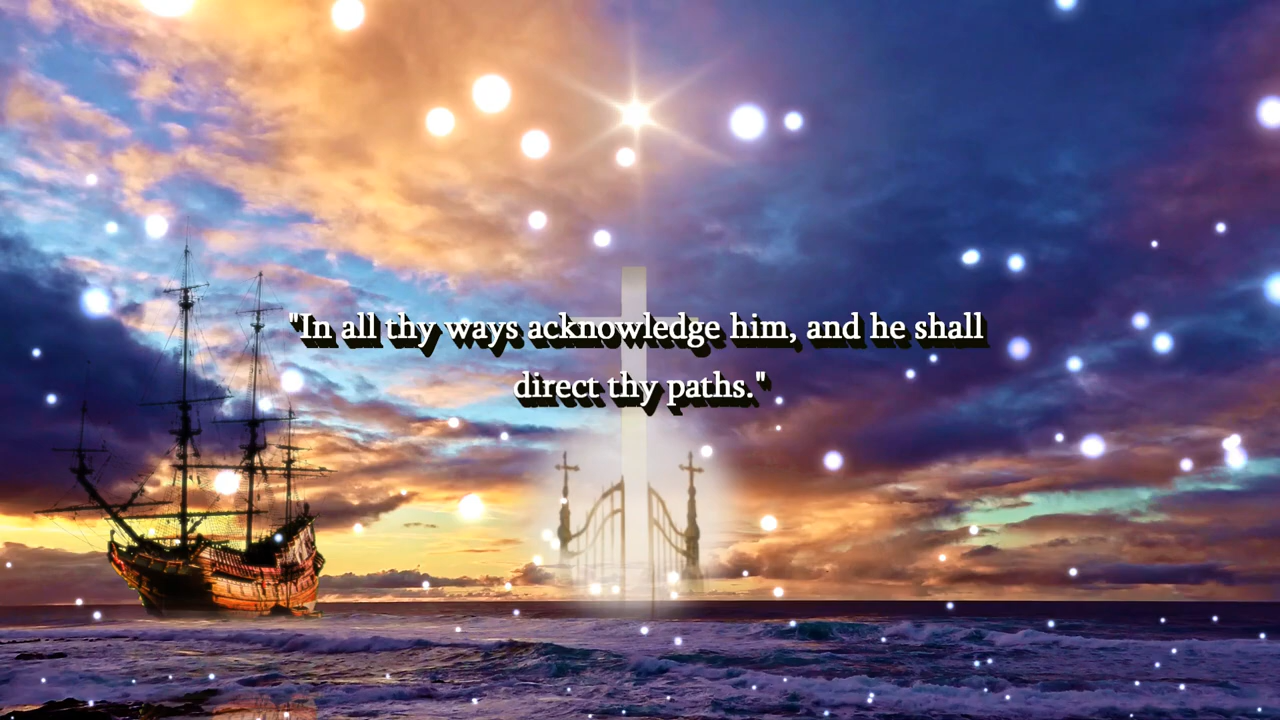 "In all thy ways acknowledge him, and he shall
direct thy paths."